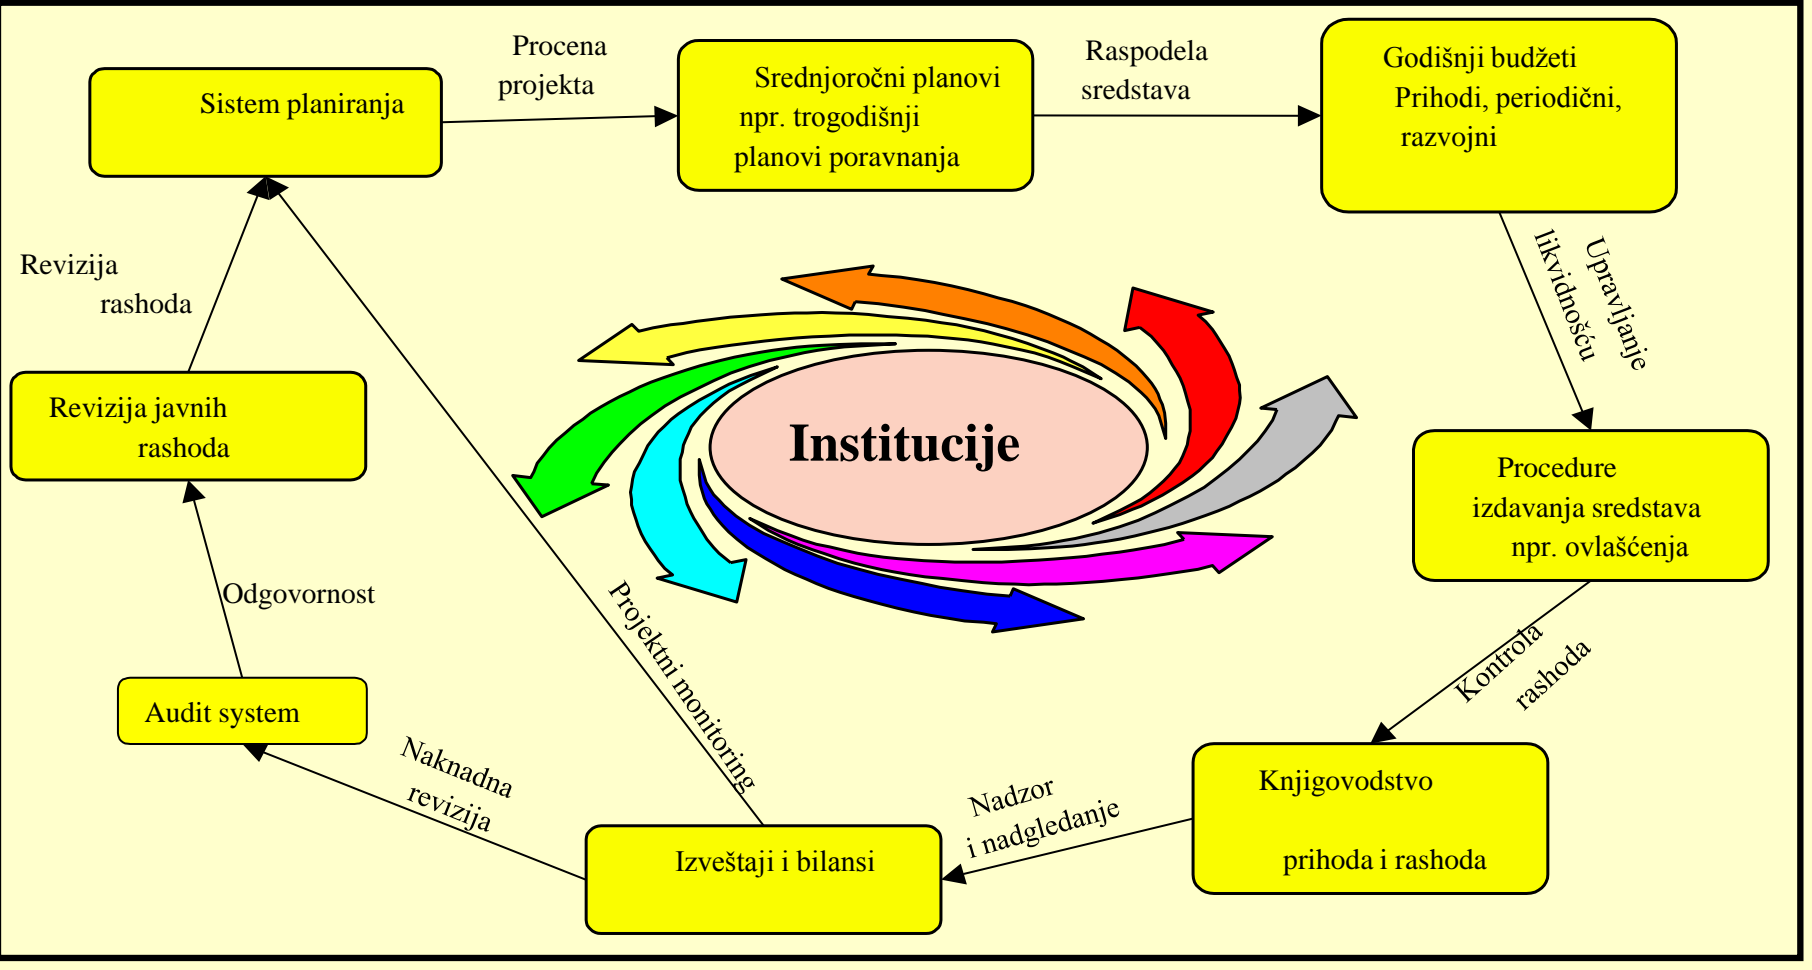 Procena
projekta
Raspodela
sredstava
Sistem planiranja
Srednjoročni planovi
npr. trogodišnji
planovi poravnanja
Godišnji budžeti
Prihodi, periodični,
razvojni
Upravljanje
likvidnošću
Revizija
rashoda
Institucije
Revizija javnih
rashoda
Procedure
izdavanja sredstava
npr. ovlašćenja
Odgovornost
Projektni monitoring
Kontrola
rashoda
Audit system
Naknadna
revizija
Nadzor
i nadgledanje
Knjigovodstvo
prihoda i rashoda
Izveštaji i bilansi